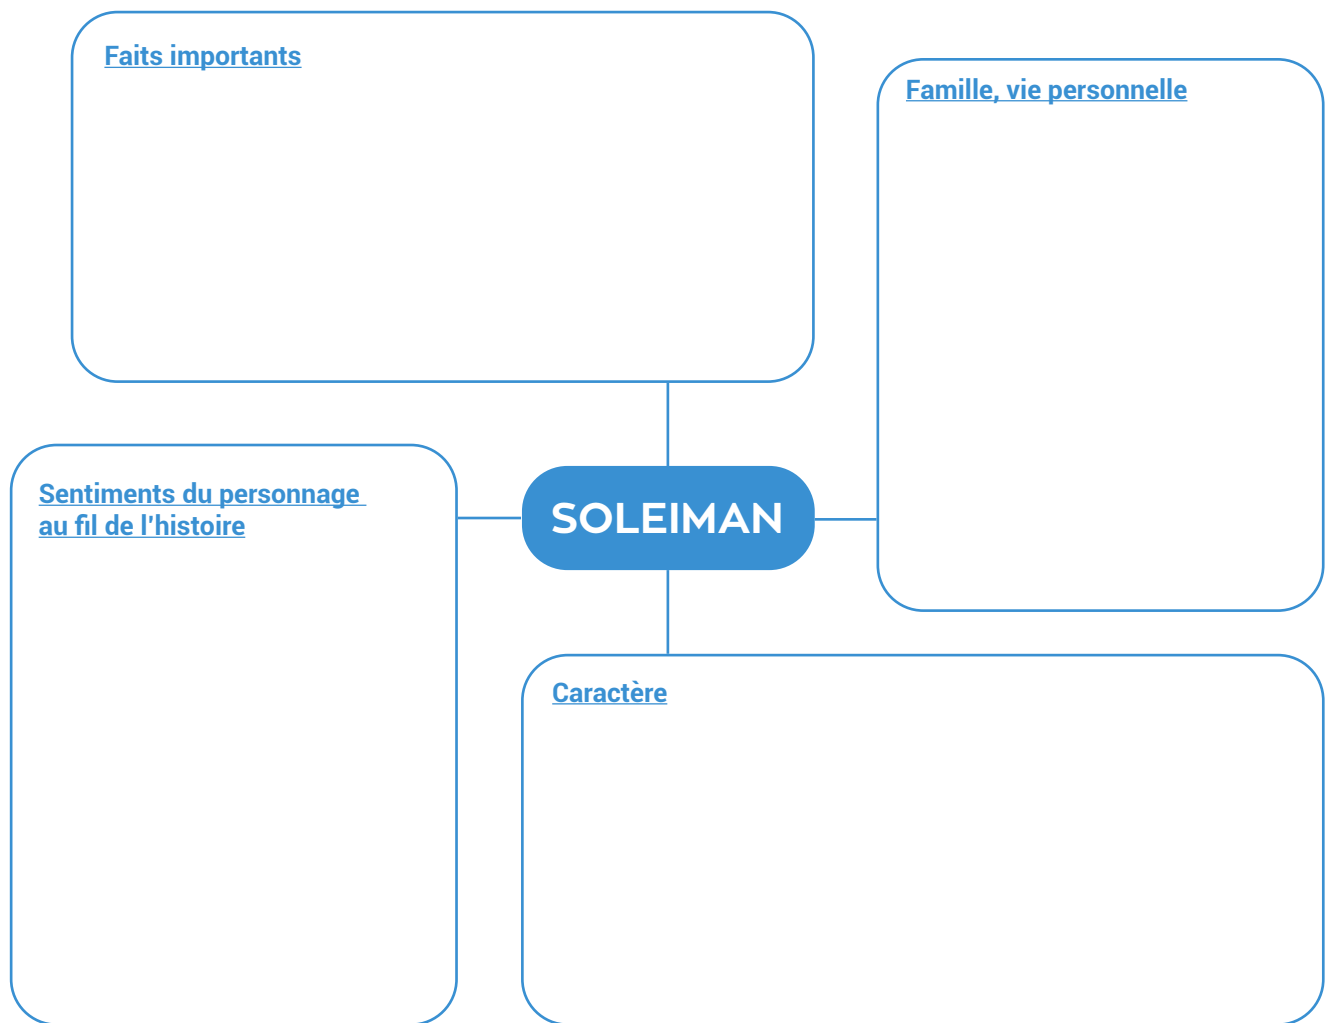 Faits importants
Famille, vie personnelle
Sentiments du personnage
au fil de l'histoire
SOLEIMAN
Caractère